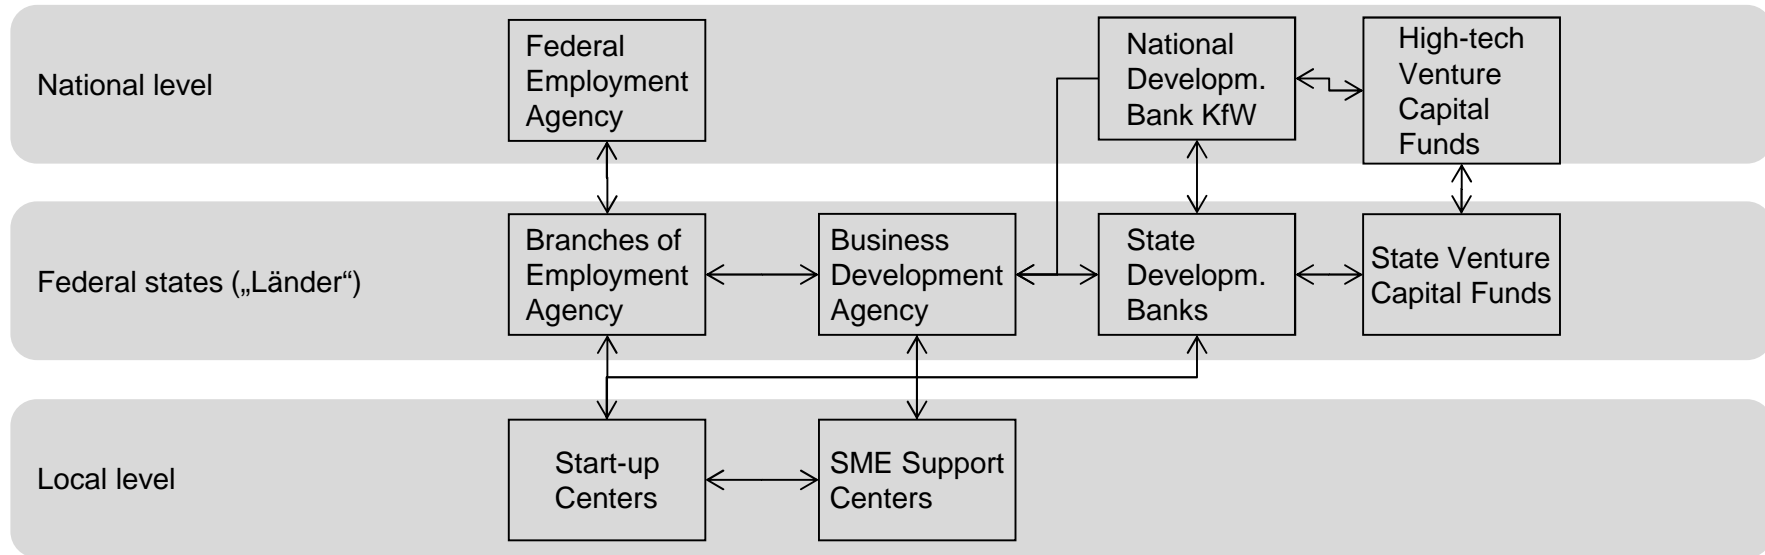 National level
Federal
Employment
Agency
National
Developm.
Bank KfW
High-tech
Venture
Capital
Funds
Federal states („Länder“)
Branches of
Employment
Agency
Business
Development
Agency
State
Developm.
Banks
State Venture
Capital Funds
Local level
Start-up
Centers
SME Support
Centers